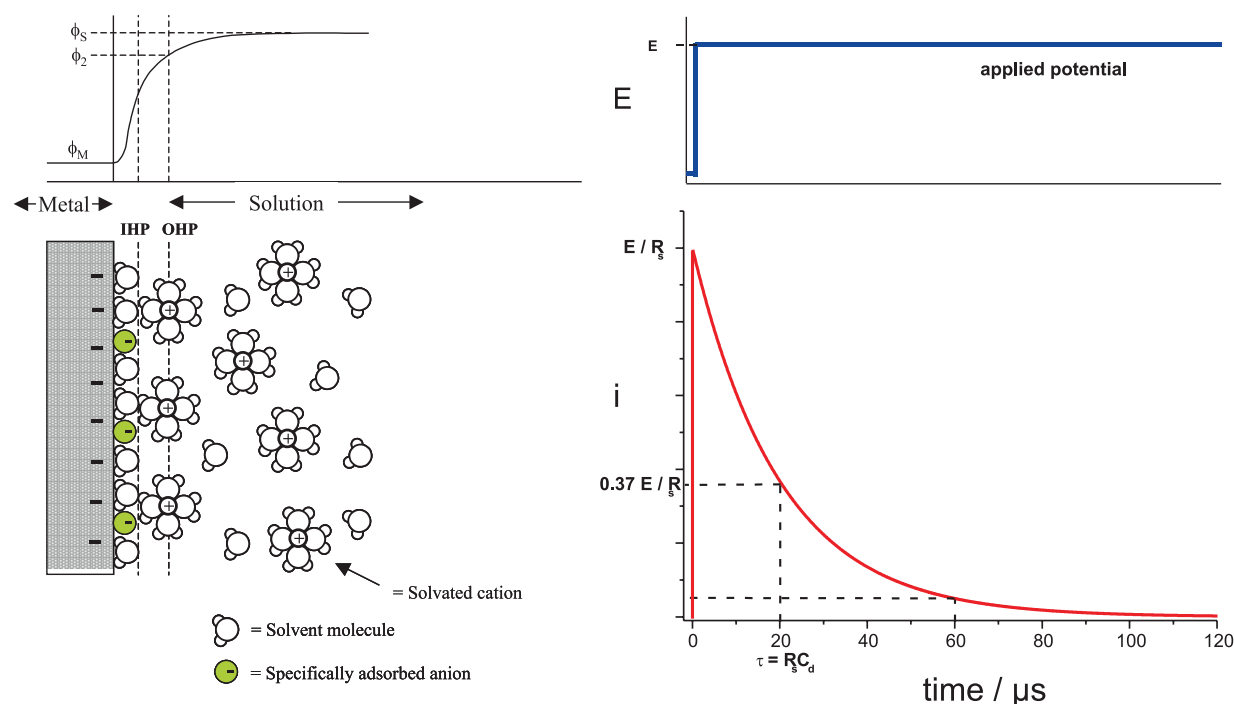 ϕS
ϕ2
ϕM
Metal
Solution
IHP OHP
+
+
+
-
+
+
-
+
+
-
+
= Solvated cation
= Solvent molecule
- = Specifically adsorbed anion
E
E
applied potential
E / Rs
i
0.37 E / Rs
0 20 40 60 80 100 120
τ = RsCd
time / μs